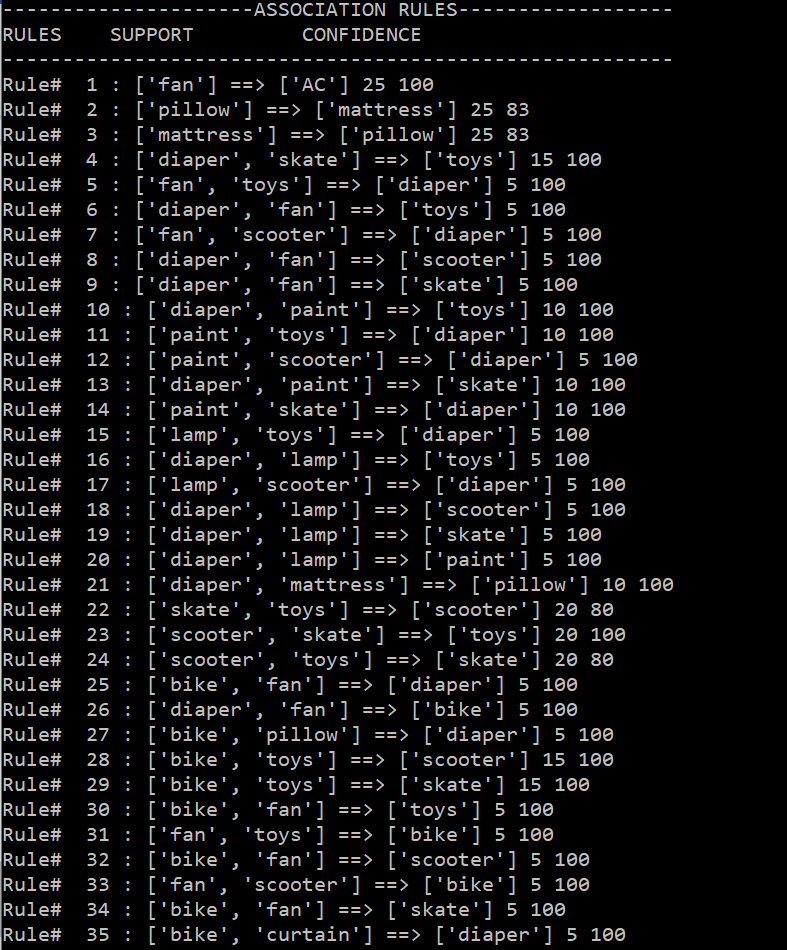 ---------------------ASSOCIATION RULES------------------
RULES    SUPPORT         CONFIDENCE
--------------------------------------------------------
Rule#  1 : ['fan'] ==> ['AC'] 25 100
Rule#  2 : ['pillow'] ==> ['mattress'] 25 83
Rule#  3 : ['mattress'] ==> ['pillow'] 25 83
Rule#  4 : ['diaper', 'skate'] ==> ['toys'] 15 100
Rule#  5 : ['fan', 'toys'] ==> ['diaper'] 5 100
Rule#  6 : ['diaper', 'fan'] ==> ['toys'] 5 100
Rule#  7 : ['fan', 'scooter'] ==> ['diaper'] 5 100
Rule#  8 : ['diaper', 'fan'] ==> ['scooter'] 5 100
Rule#  9 : ['diaper', 'fan'] ==> ['skate'] 5 100
Rule#  10 : ['diaper', 'paint'] ==> ['toys'] 10 100
Rule#  11 : ['paint', 'toys'] ==> ['diaper'] 10 100
Rule#  12 : ['paint', 'scooter'] ==> ['diaper'] 5 100
Rule#  13 : ['diaper', 'paint'] ==> ['skate'] 10 100
Rule#  14 : ['paint', 'skate'] ==> ['diaper'] 10 100
Rule#  15 : ['lamp', 'toys'] ==> ['diaper'] 5 100
Rule#  16 : ['diaper', 'lamp'] ==> ['toys'] 5 100
Rule#  17 : ['lamp', 'scooter'] ==> ['diaper'] 5 100
Rule#  18 : ['diaper', 'lamp'] ==> ['scooter'] 5 100
Rule#  19 : ['diaper', 'lamp'] ==> ['skate'] 5 100
Rule#  20 : ['diaper', 'lamp'] ==> ['paint'] 5 100
Rule#  21 : ['diaper', 'mattress'] ==> ['pillow'] 10 100
Rule#  22 : ['skate', 'toys'] ==> ['scooter'] 20 80
Rule#  23 : ['scooter', 'skate'] ==> ['toys'] 20 100
Rule#  24 : ['scooter', 'toys'] ==> ['skate'] 20 80
Rule#  25 : ['bike', 'fan'] ==> ['diaper'] 5 100
Rule#  26 : ['diaper', 'fan'] ==> ['bike'] 5 100
Rule#  27 : ['bike', 'pillow'] ==> ['diaper'] 5 100
Rule#  28 : ['bike', 'toys'] ==> ['scooter'] 15 100
Rule#  29 : ['bike', 'toys'] ==> ['skate'] 15 100
Rule#  30 : ['bike', 'fan'] ==> ['toys'] 5 100
Rule#  31 : ['fan', 'toys'] ==> ['bike'] 5 100
Rule#  32 : ['bike', 'fan'] ==> ['scooter'] 5 100
Rule#  33 : ['fan', 'scooter'] ==> ['bike'] 5 100
Rule#  34 : ['bike', 'fan'] ==> ['skate'] 5 100
Rule#  35 : ['bike', 'curtain'] ==> ['diaper'] 5 100